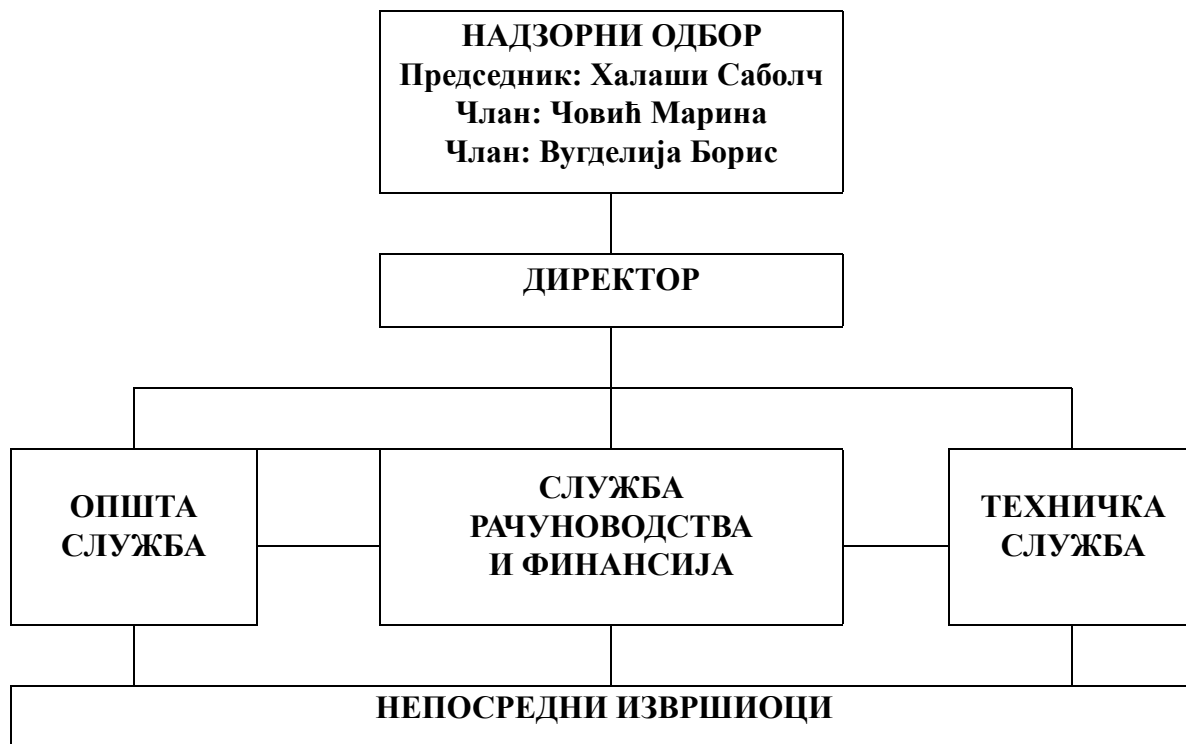 НАДЗОРНИ ОДБОР
Председник: Халаши Саболч
Члан: Човић Марина
Члан: Вугделија Борис
ДИРЕКТОР
ОПШТА
СЛУЖБА
СЛУЖБА
РАЧУНОВОДСТВА
И ФИНАНСИЈА
ТЕХНИЧКА
СЛУЖБА
НЕПОСРЕДНИ ИЗВРШИОЦИ